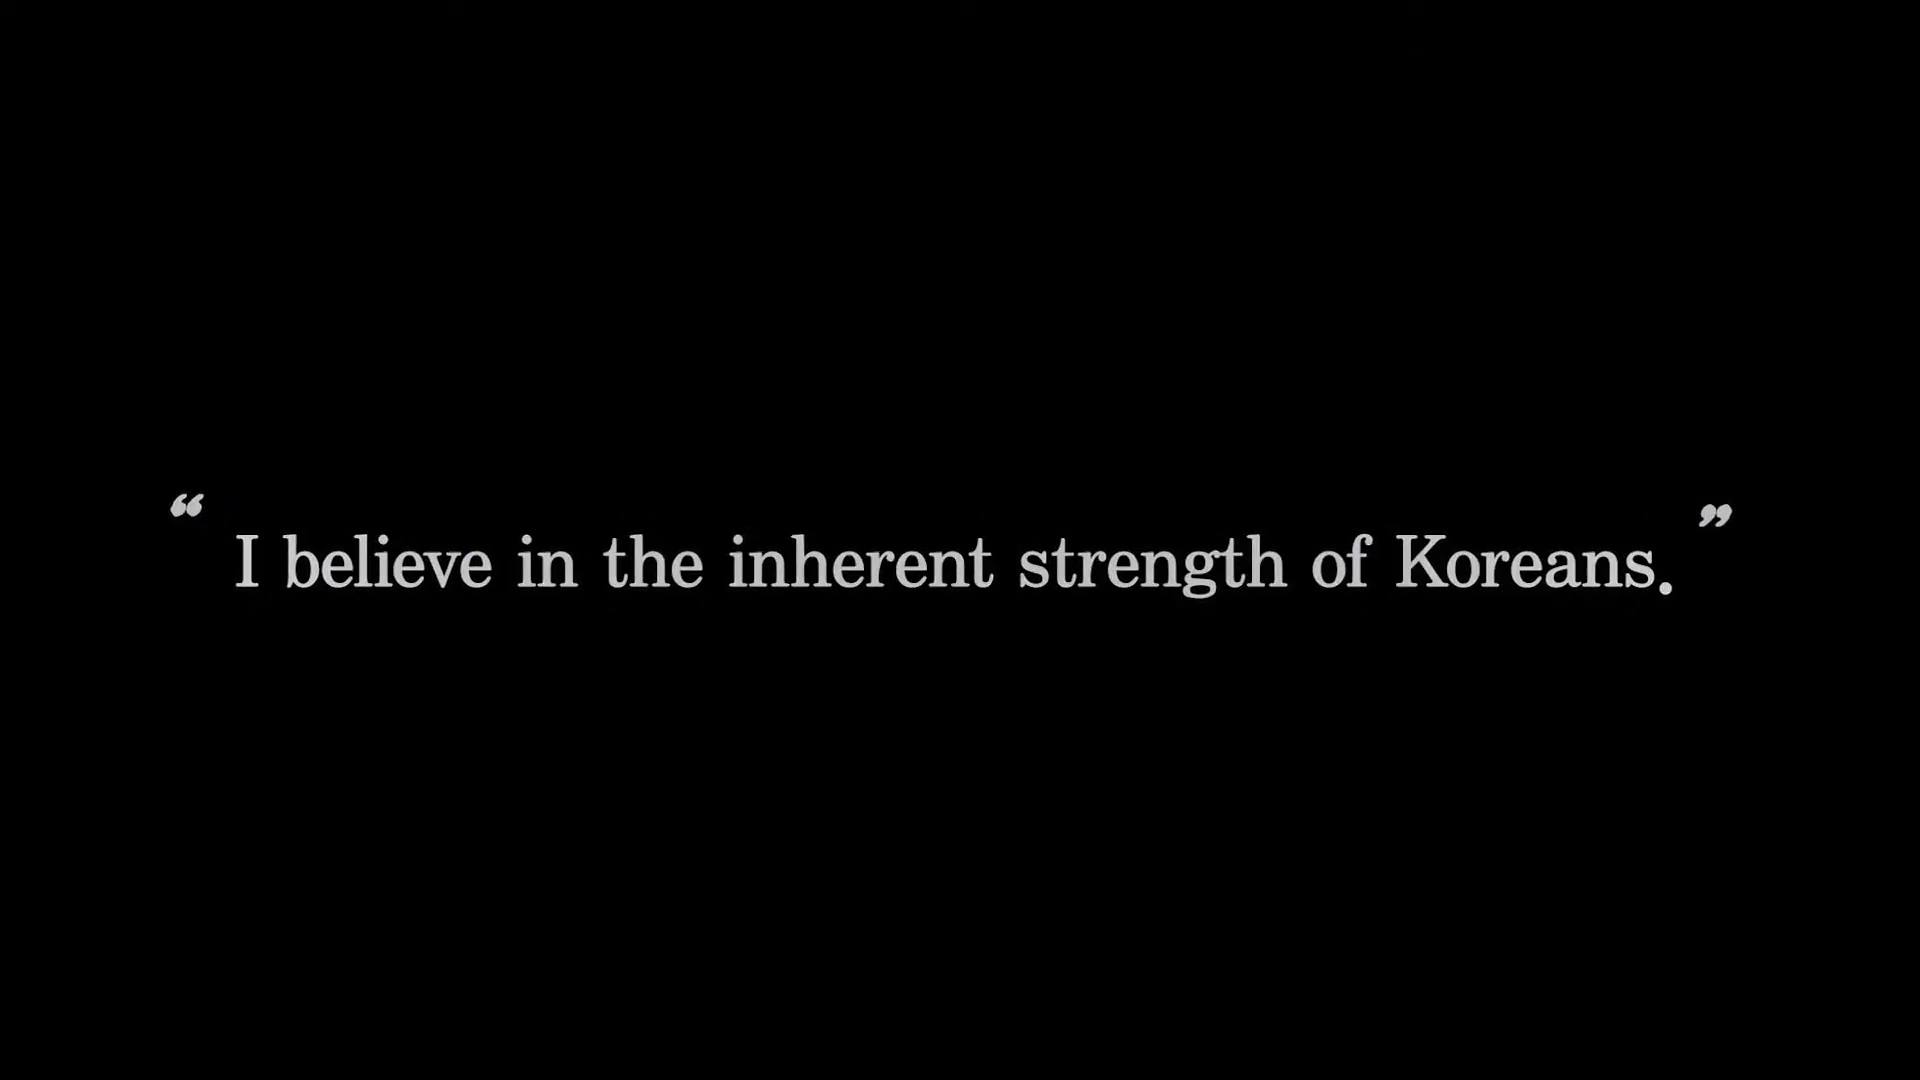 “ I believe in the inherent strength of Koreans. ”